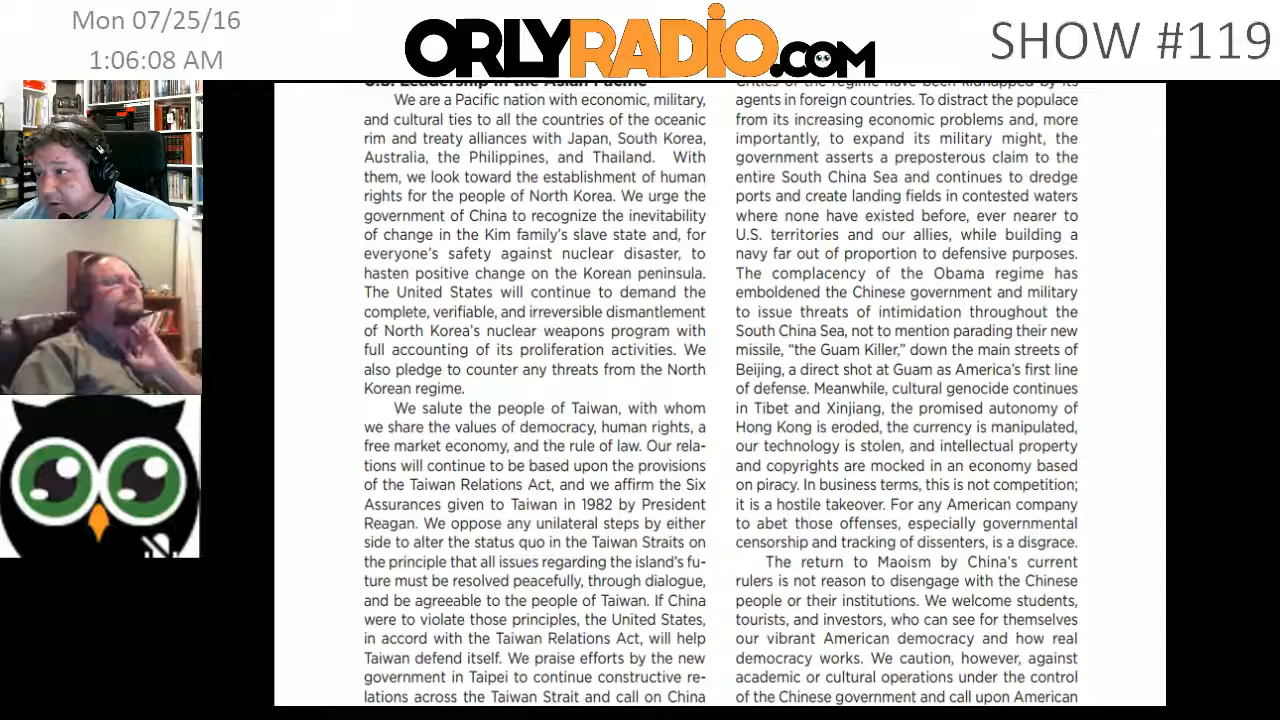 Mon 07/25/16
1:06:08 AM
ORLYRADIO.COM
SHOW #119
U.S. Leadership in the Asian Pacific
We are a Pacific nation with economic, military,
and cultural ties to all the countries of the oceanic
rim and treaty alliances with Japan, South Korea,
Australia, the Philippines, and Thailand. With
them, we look toward the establishment of human
rights for the people of North Korea. We urge the
government of China to recognize the inevitability
of change in the Kim family’s slave state and, for
everyone’s safety against nuclear disaster, to
hasten positive change on the Korean peninsula.
The United States will continue to demand the
complete, verifiable, and irreversible dismantlement
of North Korea’s nuclear weapons program with
full accounting of its proliferation activities. We
also pledge to counter any threats from the North
Korean regime.
We salute the people of Taiwan, with whom
we share the values of democracy, human rights, a
free market economy, and the rule of law. Our rela-
tions will continue to be based upon the provisions
of the Taiwan Relations Act, and we affirm the Six
Assurances given to Taiwan in 1982 by President
Reagan. We oppose any unilateral steps by either
side to alter the status quo in the Taiwan Straits on
the principle that all issues regarding the island’s fu-
ture must be resolved peacefully, through dialogue,
and be agreeable to the people of Taiwan. If China
were to violate those principles, the United States,
in accord with the Taiwan Relations Act, will help
Taiwan defend itself. We praise efforts by the new
government in Taipei to continue constructive re-
lations across the Taiwan Strait and call on China
Critics of the regime have been kidnapped by its
agents in foreign countries. To distract the populace
from its increasing economic problems and, more
importantly, to expand its military might, the
government asserts a preposterous claim to the
entire South China Sea and continues to dredge
ports and create landing fields in contested waters
where none have existed before, ever nearer to
U.S. territories and our allies, while building a
navy far out of proportion to defensive purposes.
The complacency of the Obama regime has
emboldened the Chinese government and military
to issue threats of intimidation throughout the
South China Sea, not to mention parading their new
missile, “the Guam Killer,” down the main streets of
Beijing, a direct shot at Guam as America’s first line
of defense. Meanwhile, cultural genocide continues
in Tibet and Xinjiang, the promised autonomy of
Hong Kong is eroded, the currency is manipulated,
our technology is stolen, and intellectual property
and copyrights are mocked in an economy based
on piracy. In business terms, this is not competition;
it is a hostile takeover. For any American company
to abet those offenses, especially governmental
censorship and tracking of dissenters, is a disgrace.
The return to Maoism by China’s current
rulers is not reason to disengage with the Chinese
people or their institutions. We welcome students,
tourists, and investors, who can see for themselves
our vibrant American democracy and how real
democracy works. We caution, however, against
academic or cultural operations under the control
of the Chinese government and call upon American